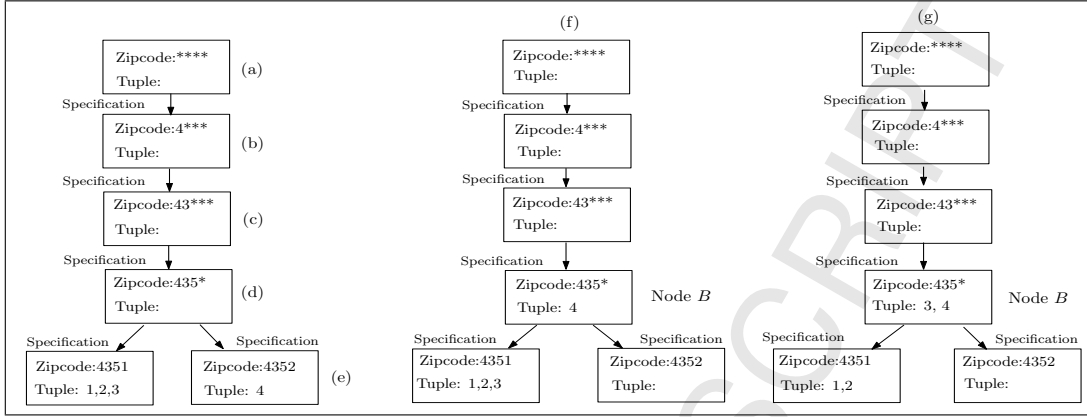 (f)
(g)
Zipcode:****
Tuple:
(a)
Specification
Zipcode:4***
Tuple:
(b)
Specification
Zipcode:43***
Tuple:
(c)
Specification
Zipcode:435*
Tuple:
(d)
Specification
Specification
Zipcode:4351
Tuple: 1,2,3
Zipcode:4352
Tuple: 4
(e)
Zipcode:****
Tuple:
Specification
Zipcode:4***
Tuple:
Specification
Zipcode:43***
Tuple:
Specification
Zipcode:435*
Tuple: 4
Node B
Specification
Specification
Zipcode:4351
Tuple: 1,2,3
Zipcode:4352
Tuple:
Zipcode:****
Tuple:
Specification
Zipcode:4***
Tuple:
Specification
Zipcode:43***
Tuple:
Specification
Zipcode:435*
Tuple: 3, 4
Node B
Specification
Specification
Zipcode:4351
Tuple: 1,2
Zipcode:4352
Tuple:
SCRIPT